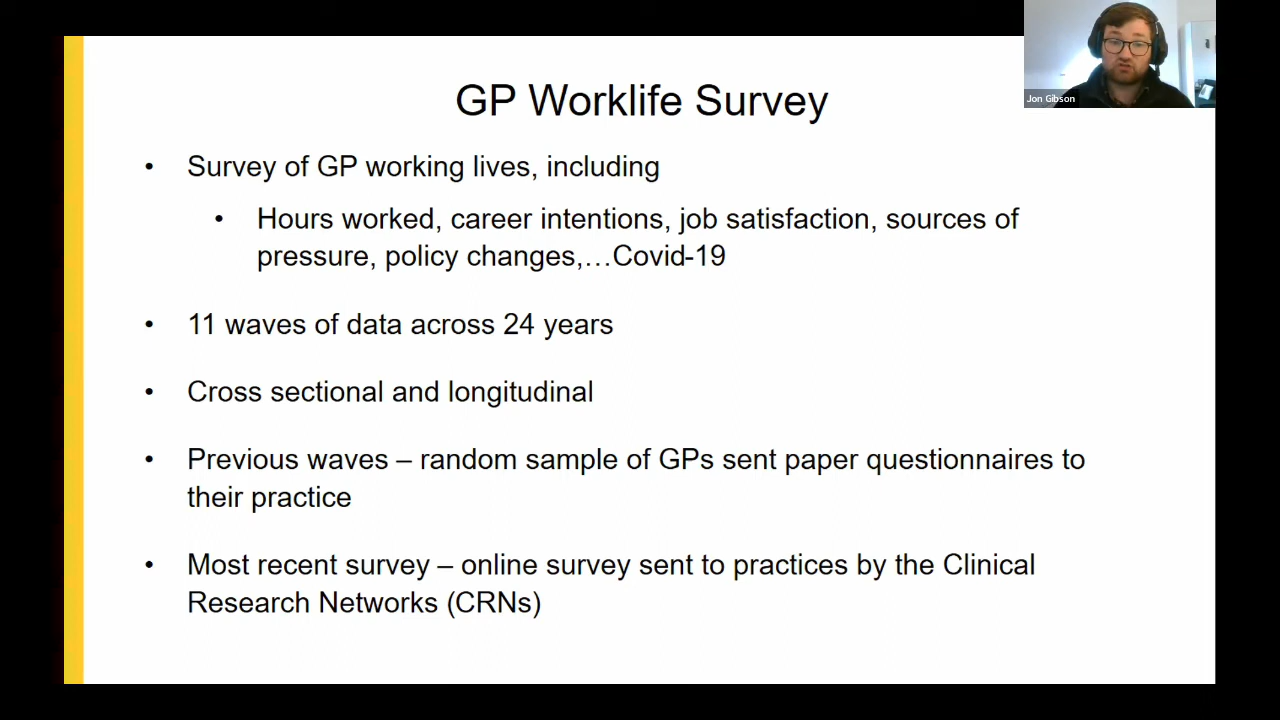 GP Worklife Survey
Jon Gibson
• Survey of GP working lives, including
• Hours worked, career intentions, job satisfaction, sources of
pressure, policy changes,…Covid-19
• 11 waves of data across 24 years
• Cross sectional and longitudinal
• Previous waves – random sample of GPs sent paper questionnaires to
their practice
• Most recent survey – online survey sent to practices by the Clinical
Research Networks (CRNs)